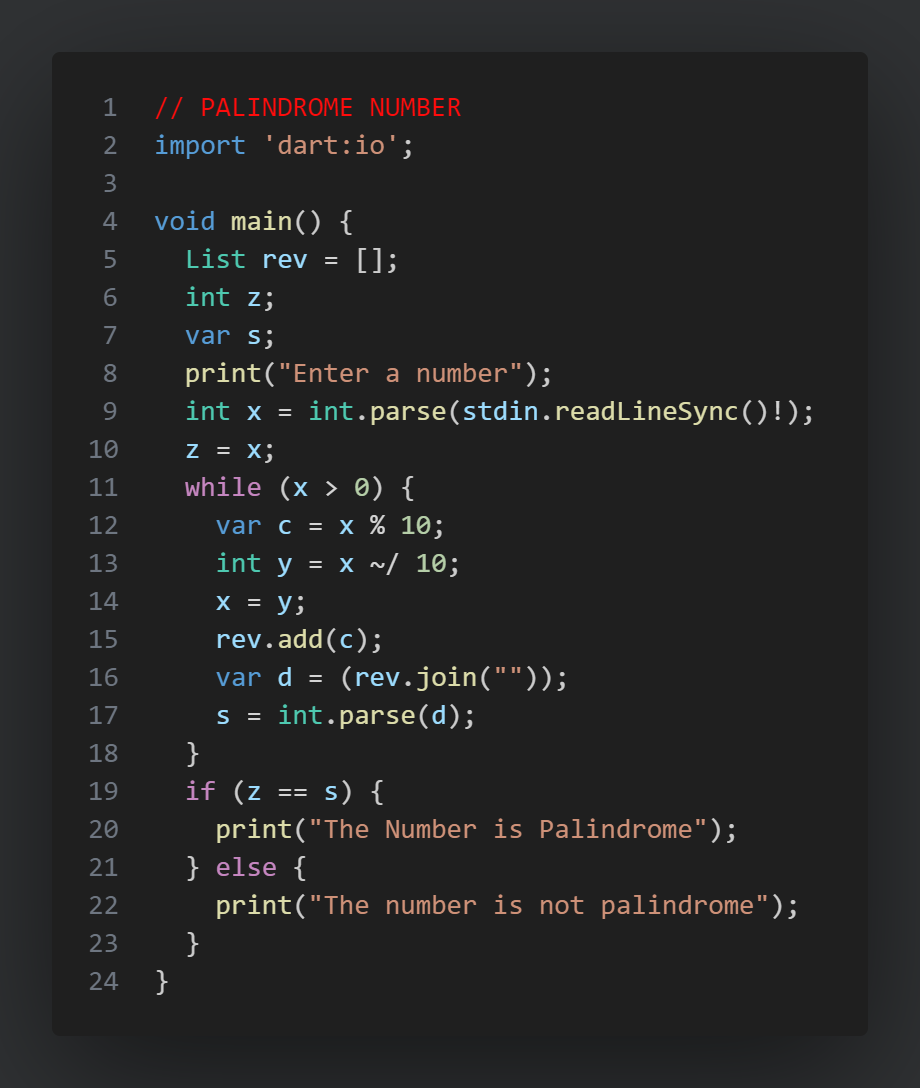 1 // PALINDROME NUMBER
2 import 'dart:io';
3
4 void main() {
5   List rev = [];
6   int z;
7   var s;
8   print("Enter a number");
9   int x = int.parse(stdin.readLineSync()!);
10   z = x;
11   while (x > 0) {
12     var c = x % 10;
13     int y = x ~/ 10;
14     x = y;
15     rev.add(c);
16     var d = (rev.join(""));
17     s = int.parse(d);
18   }
19   if (z == s) {
20     print("The Number is Palindrome");
21   } else {
22     print("The number is not palindrome");
23   }
24 }